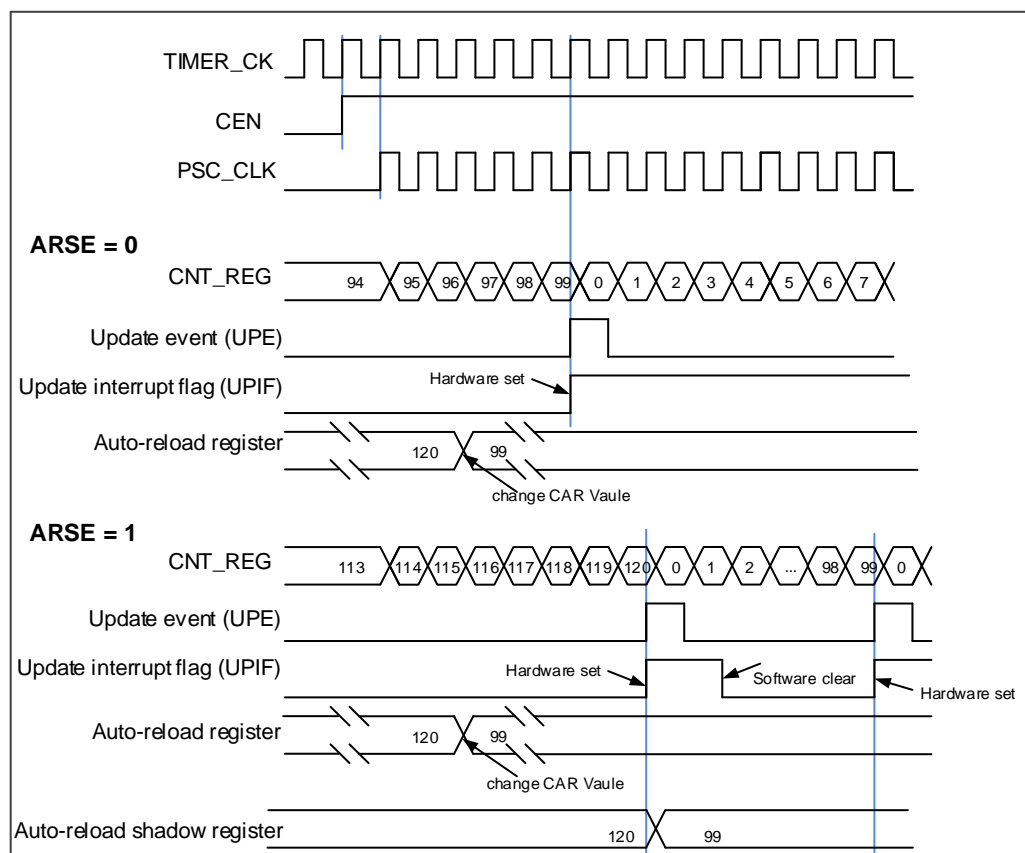 TIMER_CK
CEN
PSC_CLK
ARSE = 0
CNT_REG 94 95 96 97 98 99 0 1 2 3 4 5 6 7
Update event (UPE)
Update interrupt flag (UPIF) Hardware set
Auto-reload register 120 99
change CAR Vaule
ARSE = 1
CNT_REG 113 114 115 116 117 118 119 120 0 1 2 ... 98 99 0
Update event (UPE)
Update interrupt flag (UPIF) Hardware set Software clear Hardware set
Auto-reload register 120 99
change CAR Vaule
Auto-reload shadow register 120 99